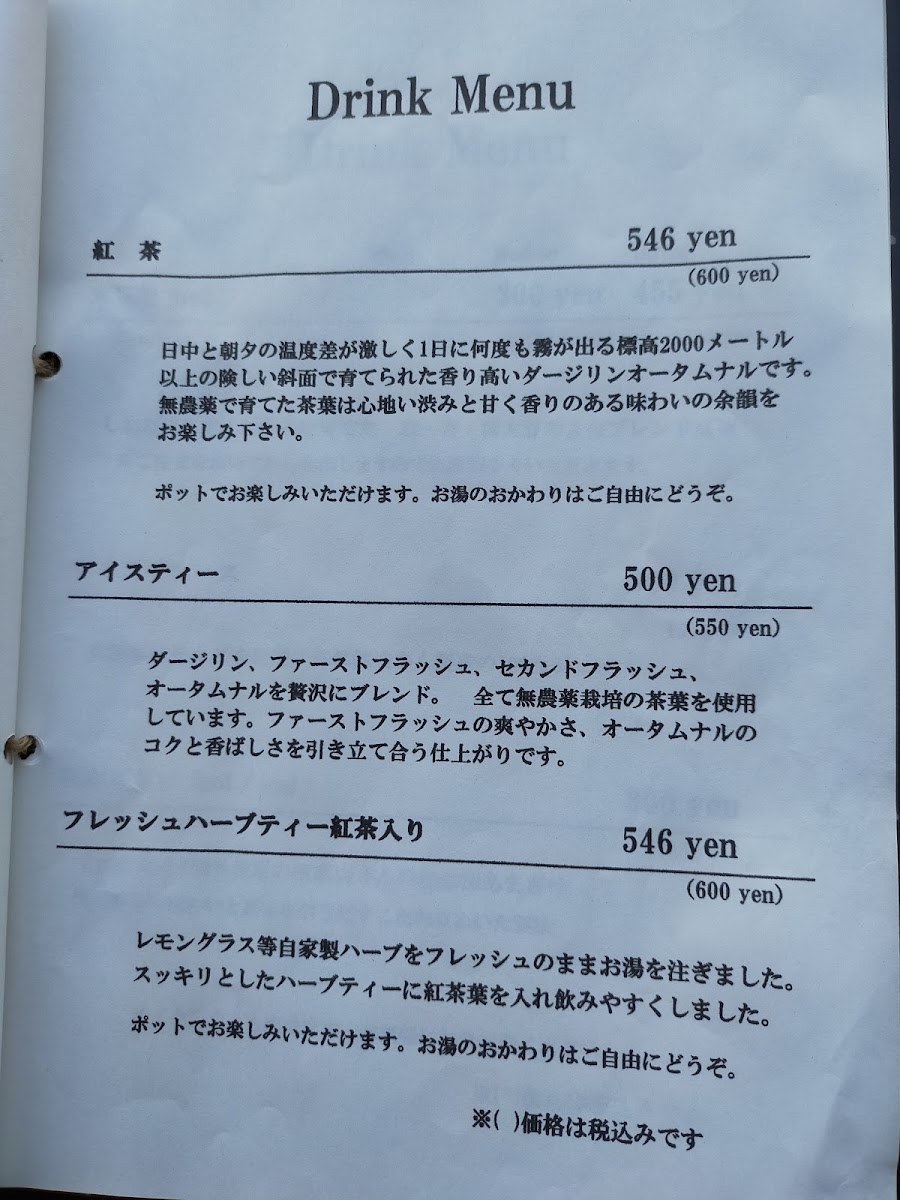 Drink Menu
紅 茶 546 yen
(600 yen)
日中と朝夕の温度差が激しく1日に何度も霧が出る標高2000メートル
以上の険しい斜面で育てられた香り高いダージリンオータムナルです。
無農薬で育てた茶葉は心地い渋みと甘く香りのある味わいの余韻を
お楽しみ下さい。
ポットでお楽しみいただけます。お湯のおかわりはご自由にどうぞ。
アイスティー 500 yen
(550 yen)
ダージリン、ファーストフラッシュ、セカンドフラッシュ、
オータムナルを贅沢にブレンド。 全て無農薬栽培の茶葉を使用
しています。ファーストフラッシュの爽やかさ、オータムナルの
コクと香ばしさを引き立て合う仕上がりです。
フレッシュハーブティー紅茶入り 546 yen
(600 yen)
レモングラス等自家製ハーブをフレッシュのままお湯を注ぎました。
スッキリとしたハーブティーに紅茶葉を入れ飲みやすくしました。
ポットでお楽しみいただけます。お湯のおかわりはご自由にどうぞ。
※( )価格は税込みです